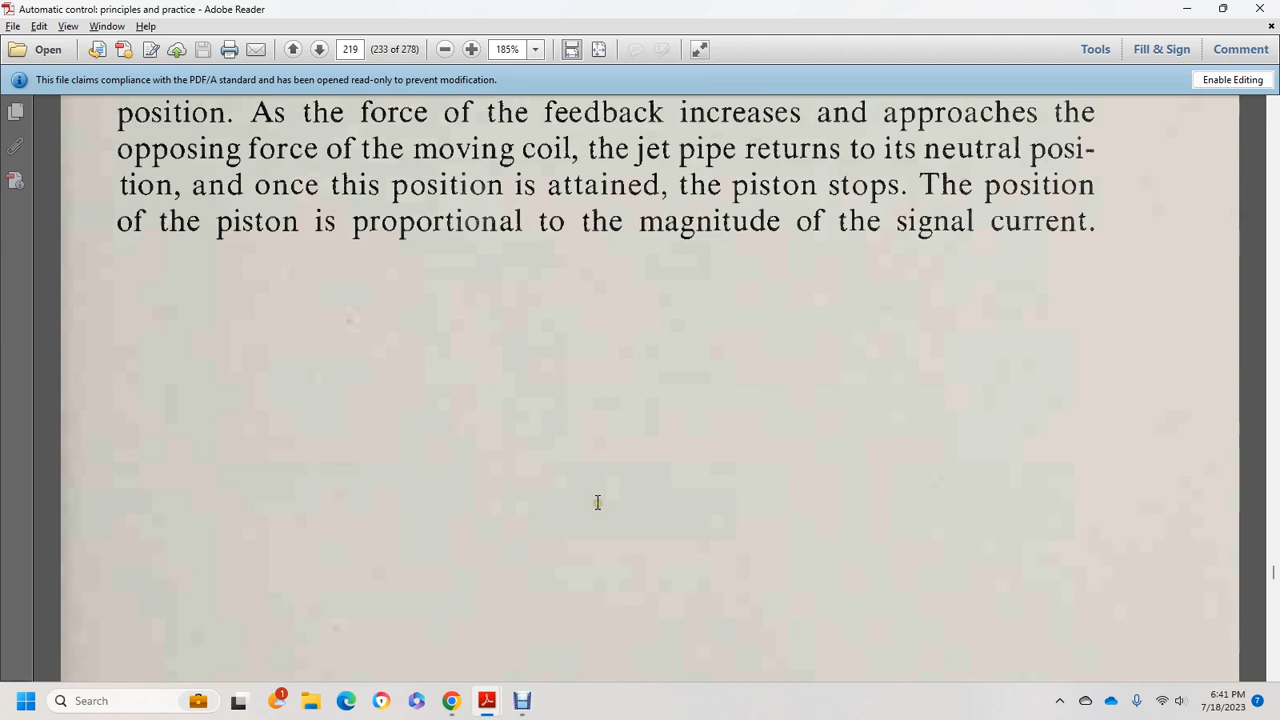 Automatic control: principles and practice - Adobe Reader
File Edit View Window Help
Open 219 (233 of 278) 185% Tools Fill & Sign Comment
This file claims compliance with the PDF/A standard and has been opened read-only to prevent modification. Enable Editing
position. As the force of the feedback increases and approaches the
opposing force of the moving coil, the jet pipe returns to its neutral posi-
tion, and once this position is attained, the piston stops. The position
of the piston is proportional to the magnitude of the signal current.
Search 1 6:41 PM
7/18/2023 7